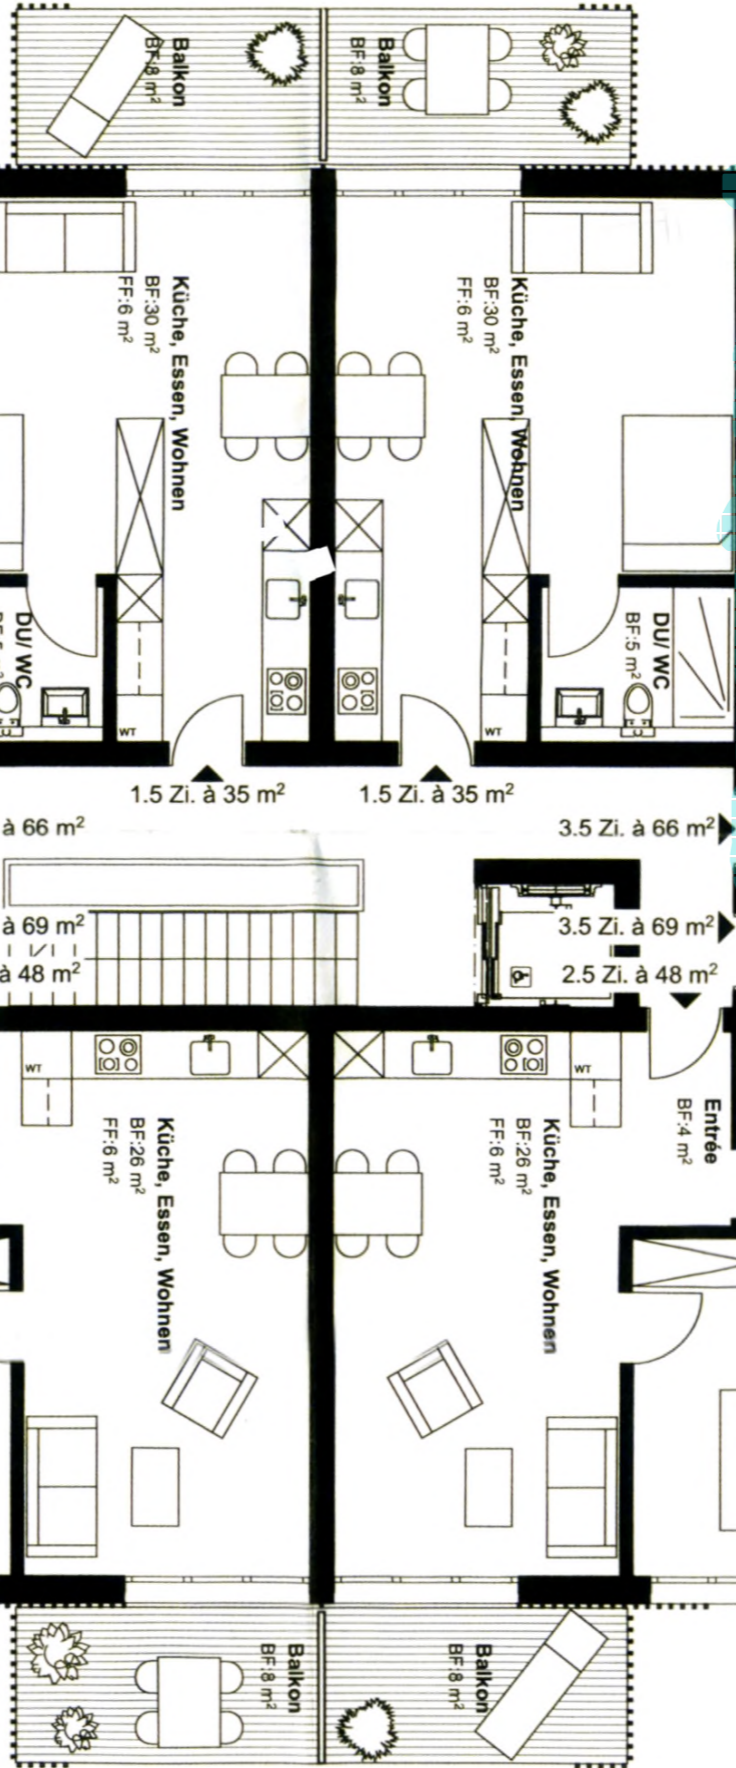 Balkon
BF:8 m²
Balkon
BF:8 m²
Küche, Essen, Wohnen
BF:30 m²
FF:6 m²
Küche, Essen, Wohnen
BF:30 m²
FF:6 m²
DU/ WC
DU/ WC
BF:5 m²
WT
WT
1.5 Zi. à 35 m²
1.5 Zi. à 35 m²
à 66 m²
3.5 Zi. à 66 m²
à 69 m²
3.5 Zi. à 69 m²
à 48 m²
2.5 Zi. à 48 m²
WT
WT
Entrée
BF:4 m²
Küche, Essen, Wohnen
BF:26 m²
FF:6 m²
Küche, Essen, Wohnen
BF:26 m²
FF:6 m²
Balkon
BF:8 m²
Balkon
BF:8 m²